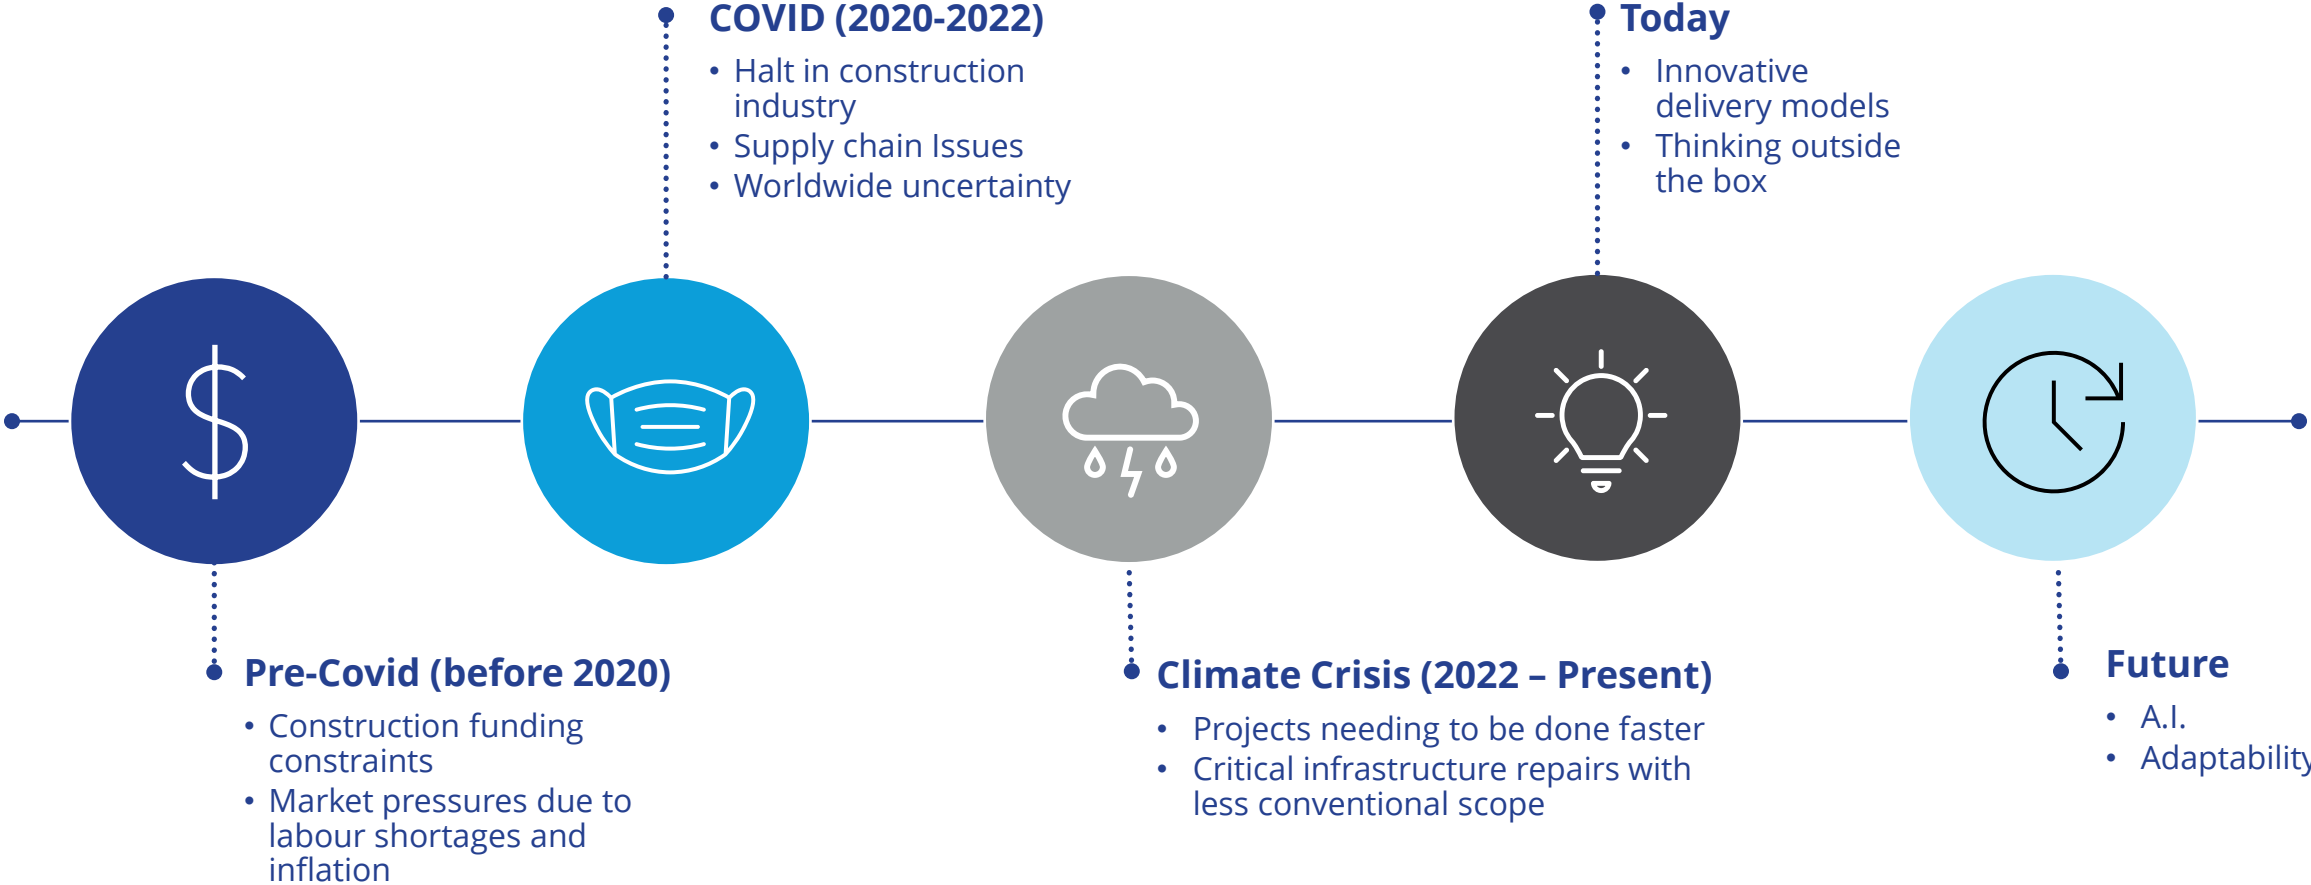 COVID (2020-2022)
• Halt in construction
industry
• Supply chain Issues
• Worldwide uncertainty
Today
• Innovative
delivery models
• Thinking outside
the box
$
Pre-Covid (before 2020)
• Construction funding
constraints
• Market pressures due to
labour shortages and
inflation
Climate Crisis (2022 – Present)
• Projects needing to be done faster
• Critical infrastructure repairs with
less conventional scope
Future
• A.I.
• Adaptability